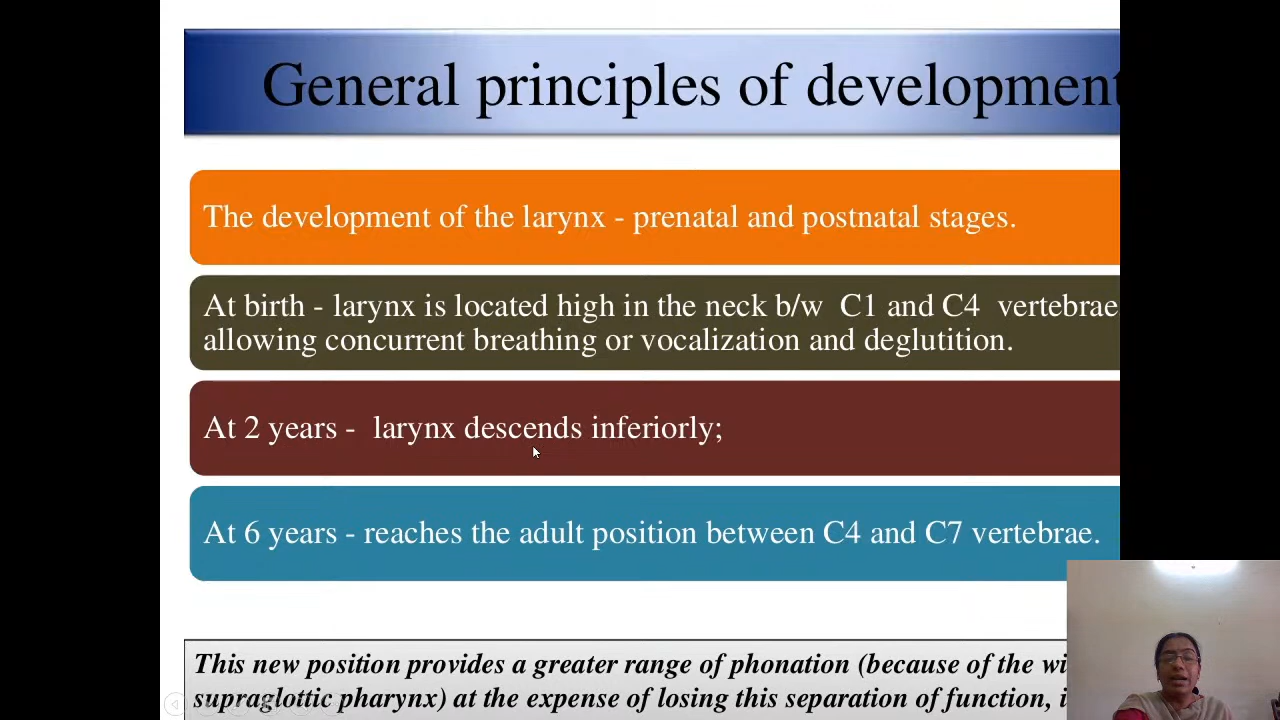 General principles of development
The development of the larynx - prenatal and postnatal stages.
At birth - larynx is located high in the neck b/w C1 and C4 vertebrae
allowing concurrent breathing or vocalization and deglutition.
At 2 years - larynx descends inferiorly;
At 6 years - reaches the adult position between C4 and C7 vertebrae.
This new position provides a greater range of phonation (because of the
supraglottic pharynx) at the expense of losing this separation of function,